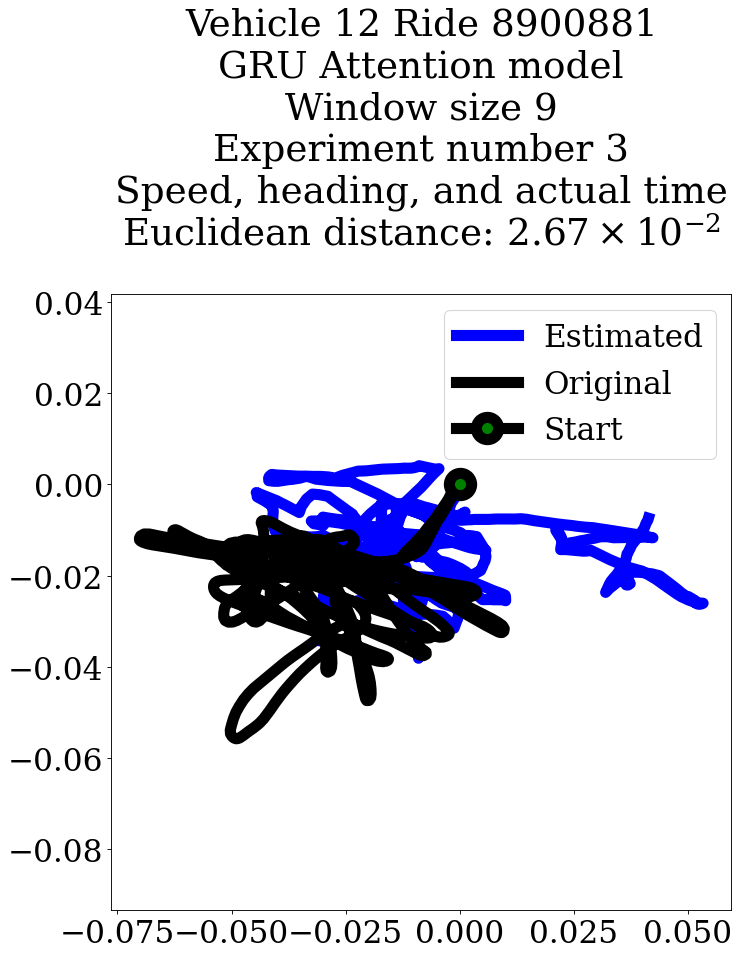 Vehicle 12 Ride 8900881
GRU Attention model
Window size 9
Experiment number 3
Speed, heading, and actual time
Euclidean distance: 2.67 × 10⁻²
0.04
0.02
0.00
−0.02
−0.04
−0.06
−0.08
Estimated
Original
Start
−0.075 −0.050 −0.025 0.000 0.025 0.050